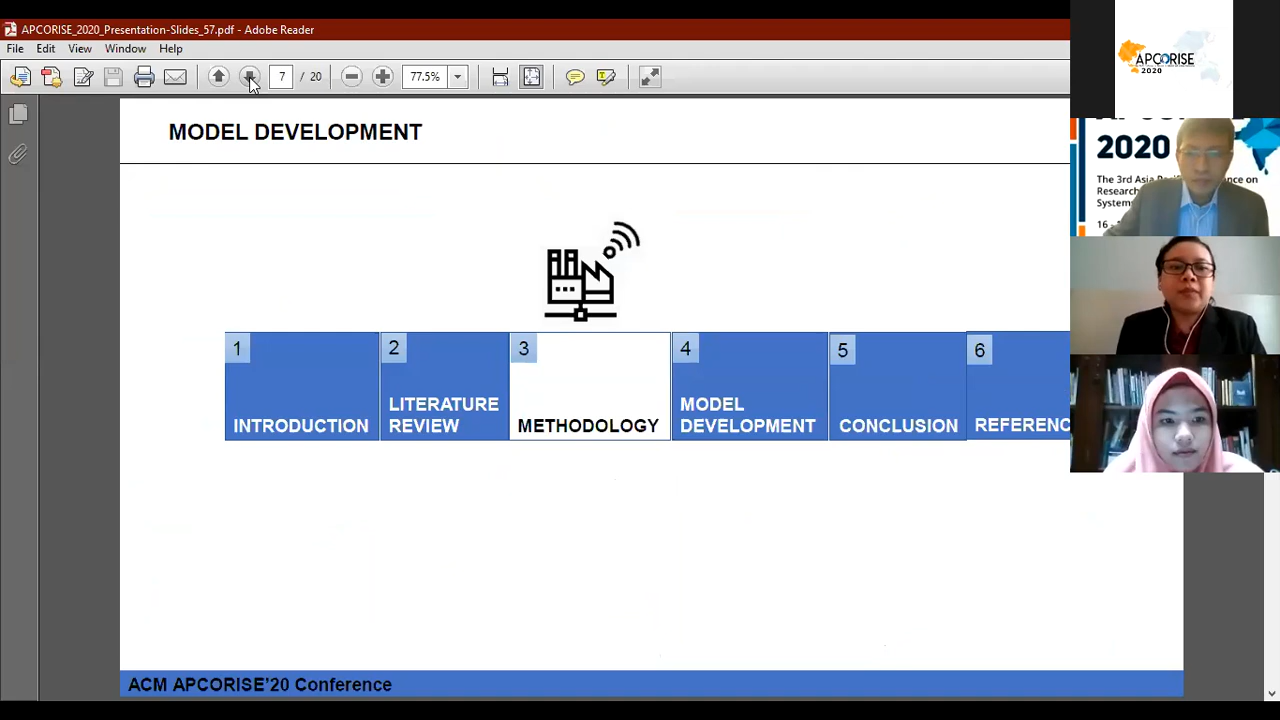 APCORISE_2020_Presentation-Slides_57.pdf - Adobe Reader
File Edit View Window Help
7 / 20 77.5%
MODEL DEVELOPMENT
1
INTRODUCTION
2
LITERATURE
REVIEW
3
METHODOLOGY
4
MODEL
DEVELOPMENT
5
CONCLUSION
6
REFERENC
ACM APCORISE'20 Conference
APCORISE
2020
2020
The 3rd Asia
Research
System
16 -